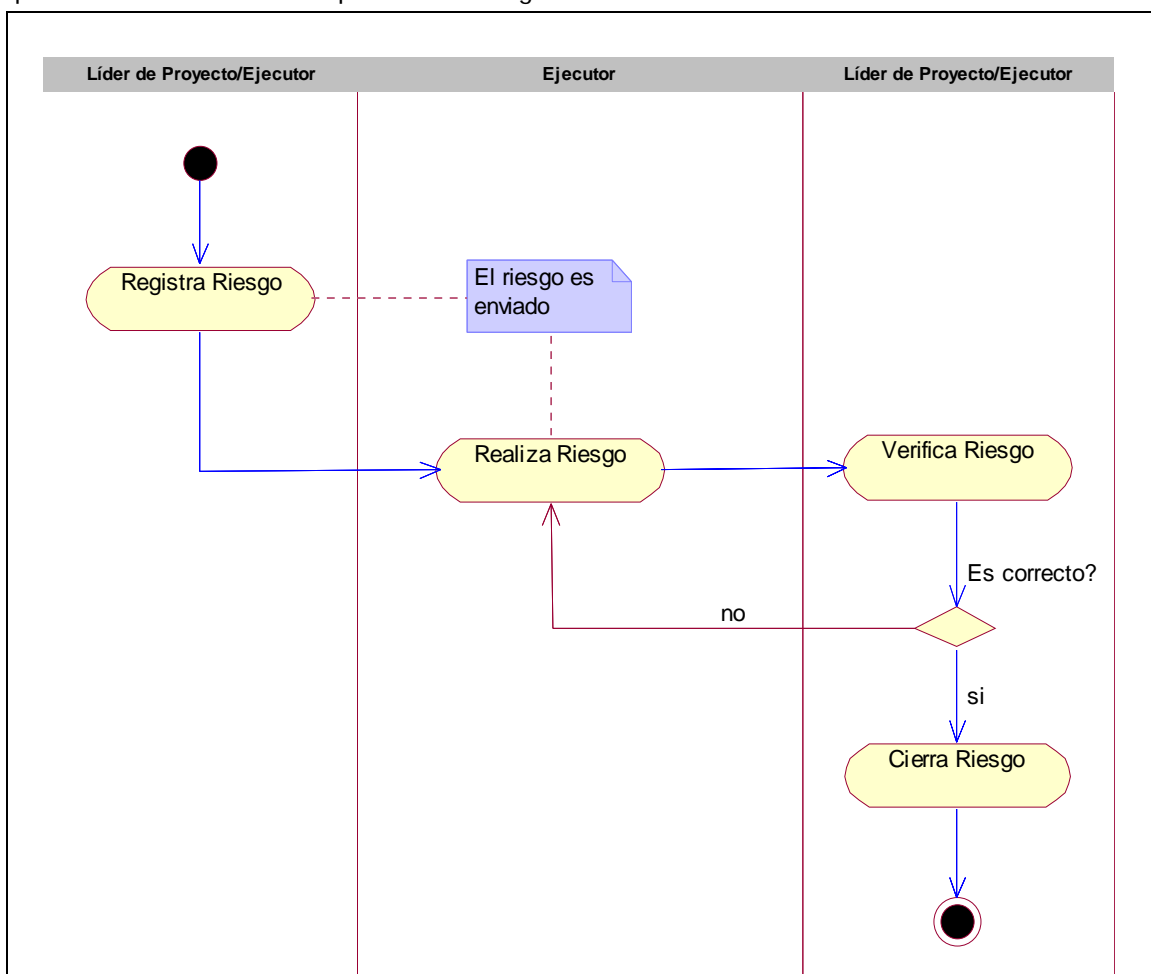 Líder de Proyecto/Ejecutor
Ejecutor
Líder de Proyecto/Ejecutor
Registra Riesgo
El riesgo es
enviado
Realiza Riesgo
Verifica Riesgo
Es correcto?
no
si
Cierra Riesgo